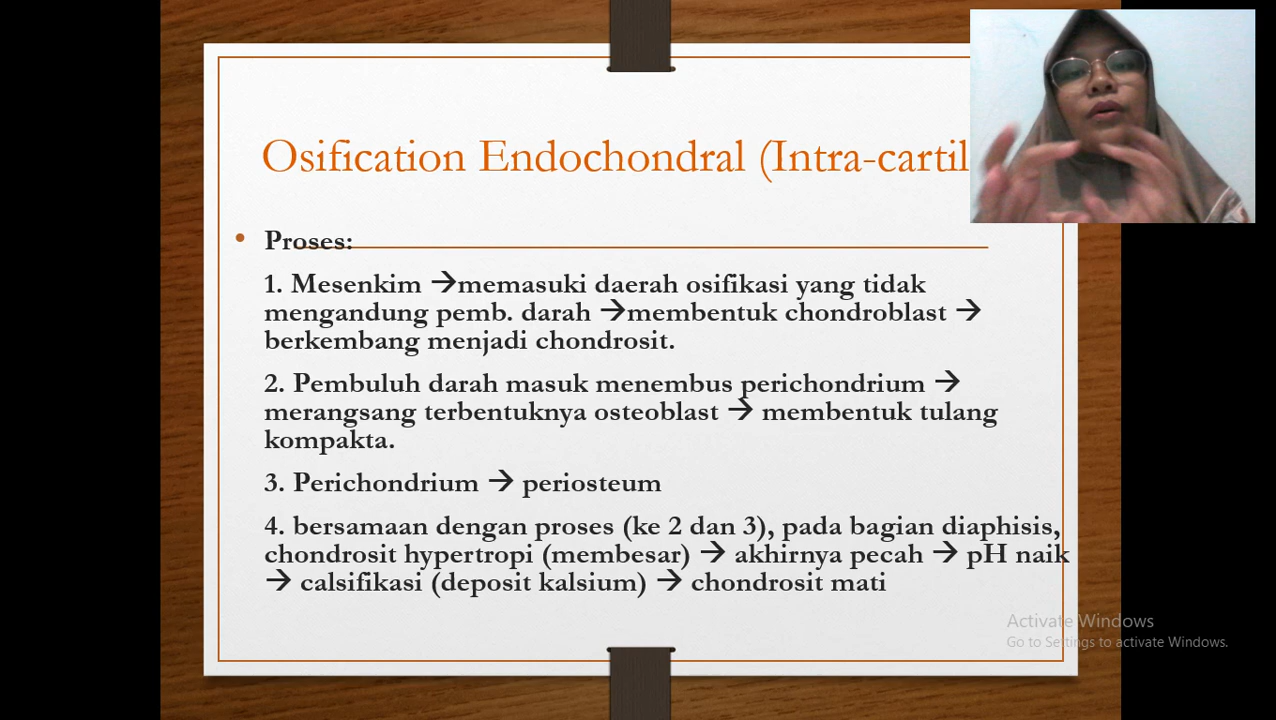 Osification Endochondral (Intra-cartil
• Proses:
1. Mesenkim →memasuki daerah osifikasi yang tidak
mengandung pemb. darah →membentuk chondroblast →
berkembang menjadi chondrosit.
2. Pembuluh darah masuk menembus perichondrium →
merangsang terbentuknya osteoblast → membentuk tulang
kompakta.
3. Perichondrium → periosteum
4. bersamaan dengan proses (ke 2 dan 3), pada bagian diaphisis,
chondrosit hypertropi (membesar) → akhirnya pecah → pH naik
→ calsifikasi (deposit kalsium) → chondrosit mati
Activate Windows
Go to Settings to activate Windows.